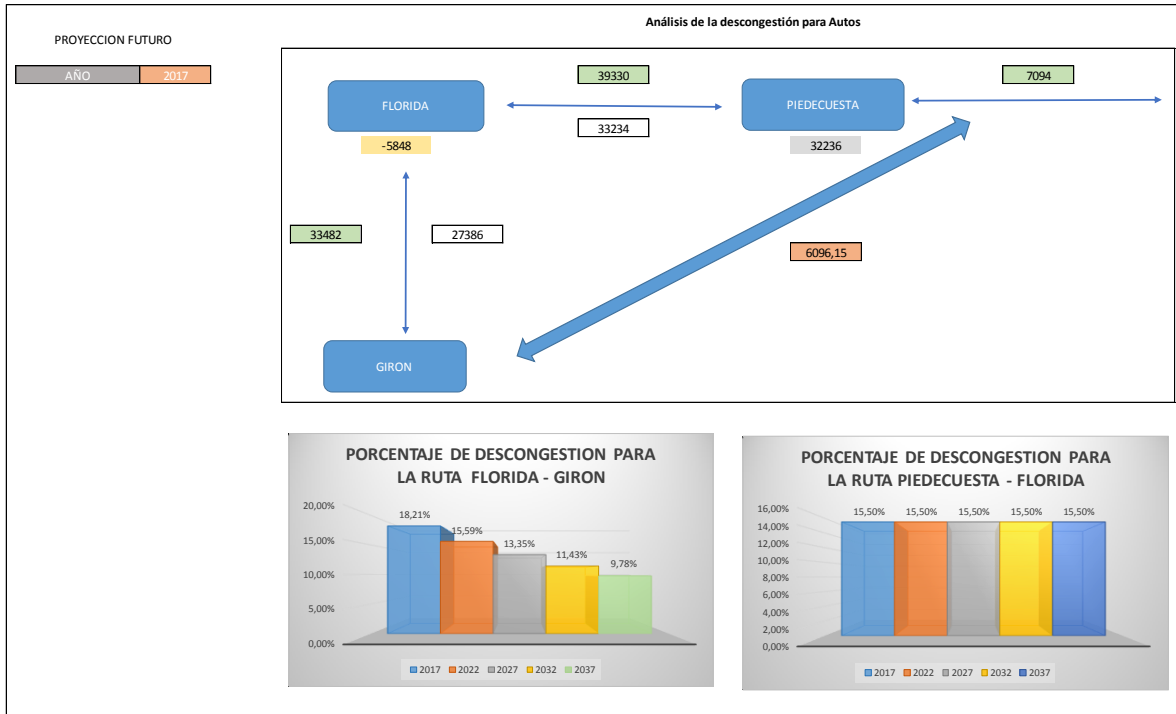 Análisis de la descongestión para Autos
PROYECCION FUTURO
AÑO 2017
39330
7094
FLORIDA
PIEDECUESTA
33234
-5848
32236
33482
27386
6096,15
GIRON
PORCENTAJE DE DESCONGESTION PARA
LA RUTA FLORIDA - GIRON
20,00%
15,00%
10,00%
5,00%
0,00%
18,21%
15,59%
13,35%
11,43%
9,78%
2017 2022 2027 2032 2037
PORCENTAJE DE DESCONGESTION PARA
LA RUTA PIEDECUESTA - FLORIDA
16,00%
14,00%
12,00%
10,00%
8,00%
6,00%
4,00%
2,00%
0,00%
15,50% 15,50% 15,50% 15,50% 15,50%
2017 2022 2027 2032 2037